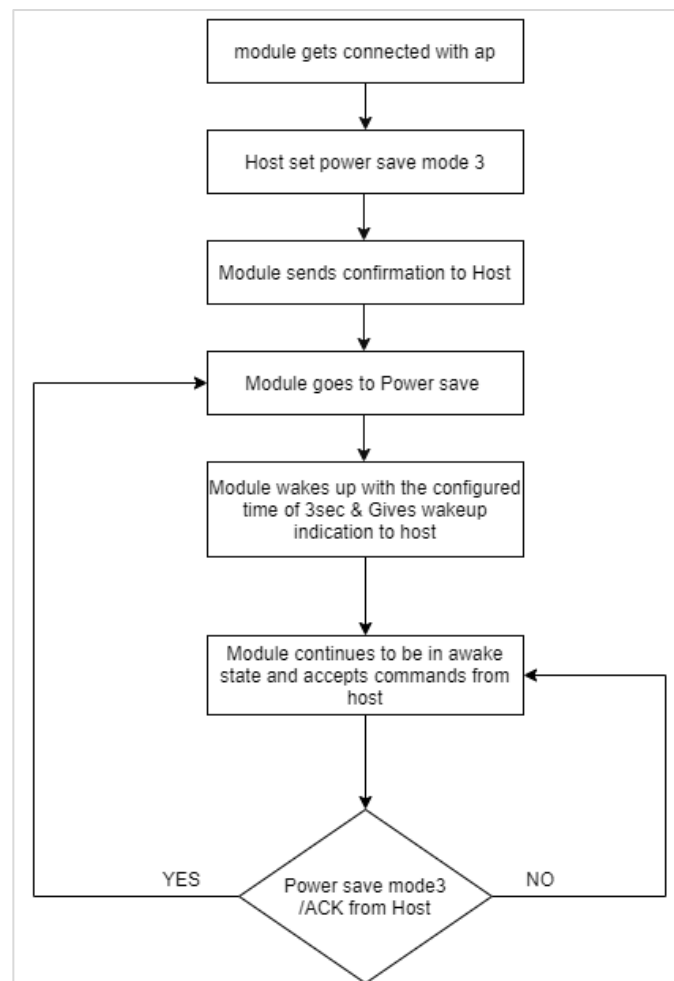 module gets connected with ap
Host set power save mode 3
Module sends confirmation to Host
Module goes to Power save
Module wakes up with the configured
time of 3sec & Gives wakeup
indication to host
Module continues to be in awake
state and accepts commands from
host
YES
Power save mode3
/ACK from Host
NO